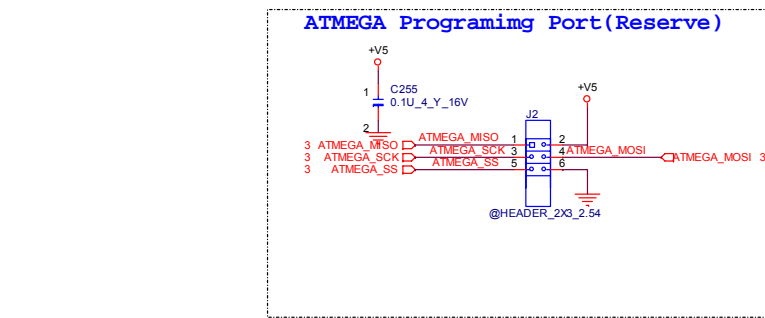 ATMEGA Programimg Port(Reserve)
+V5
1
C255
0.1U_4_Y_16V
2
+V5
J2
3 ATMEGA_MISO ATMEGA_MISO 1 2
3 ATMEGA_SCK ATMEGA_SCK 3 4 ATMEGA_MOSI ATMEGA_MOSI 3
3 ATMEGA_SS ATMEGA_SS 5 6
@HEADER_2X3_2.54